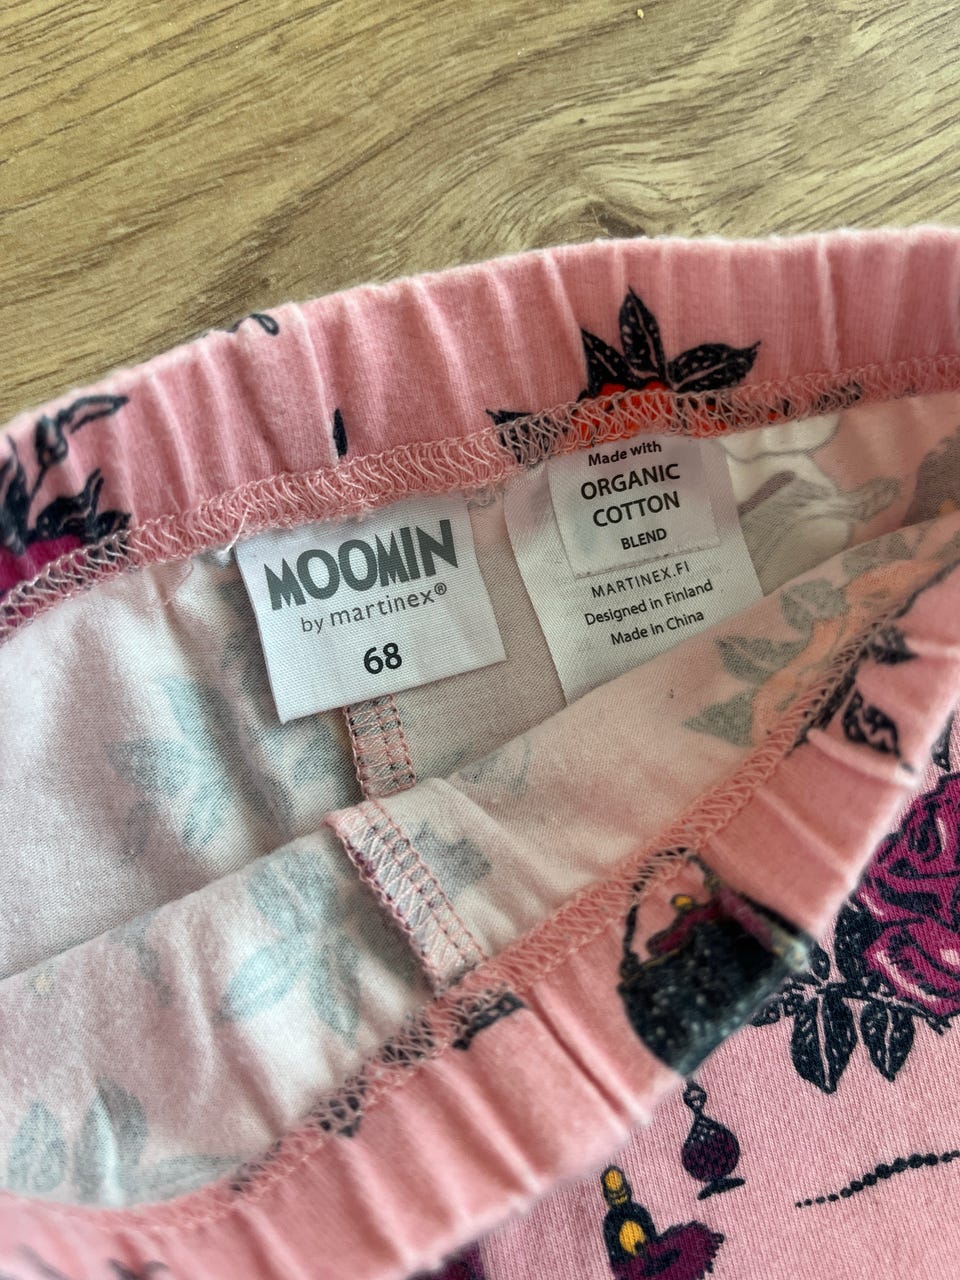 MOOMIN
by martinex®
68
Made with
ORGANIC
COTTON
BLEND
MARTINEX.FI
Designed in Finland
Made in China